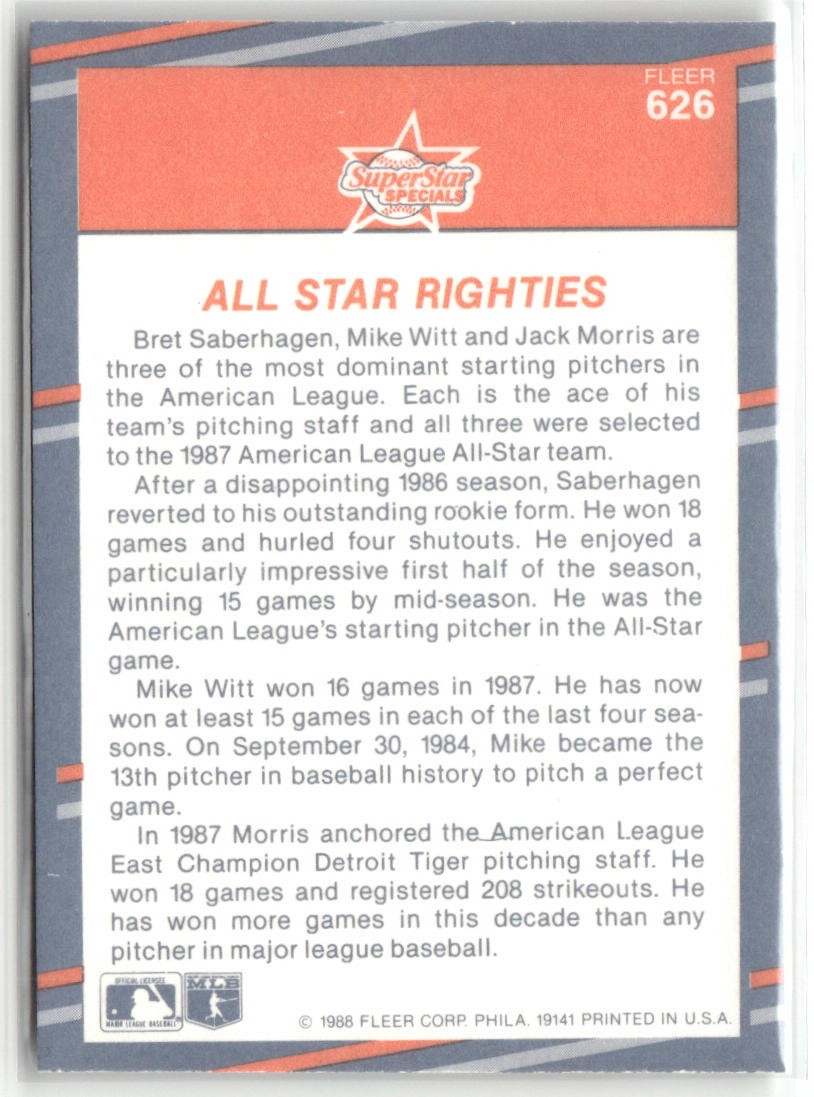 FLEER
626
SuperStar
SPECIALS
ALL STAR RIGHTIES
Bret Saberhagen, Mike Witt and Jack Morris are
three of the most dominant starting pitchers in
the American League. Each is the ace of his
team's pitching staff and all three were selected
to the 1987 American League All-Star team.
After a disappointing 1986 season, Saberhagen
reverted to his outstanding rookie form. He won 18
games and hurled four shutouts. He enjoyed a
particularly impressive first half of the season,
winning 15 games by mid-season. He was the
American League's starting pitcher in the All-Star
game.
Mike Witt won 16 games in 1987. He has now
won at least 15 games in each of the last four sea-
sons. On September 30, 1984, Mike became the
13th pitcher in baseball history to pitch a perfect
game.
In 1987 Morris anchored the American League
East Champion Detroit Tiger pitching staff. He
won 18 games and registered 208 strikeouts. He
has won more games in this decade than any
pitcher in major league baseball.
OFFICIAL LICENSEE
MAJOR LEAGUE BASEBALL
MLB
© 1988 FLEER CORP. PHILA. 19141 PRINTED IN U.S.A.